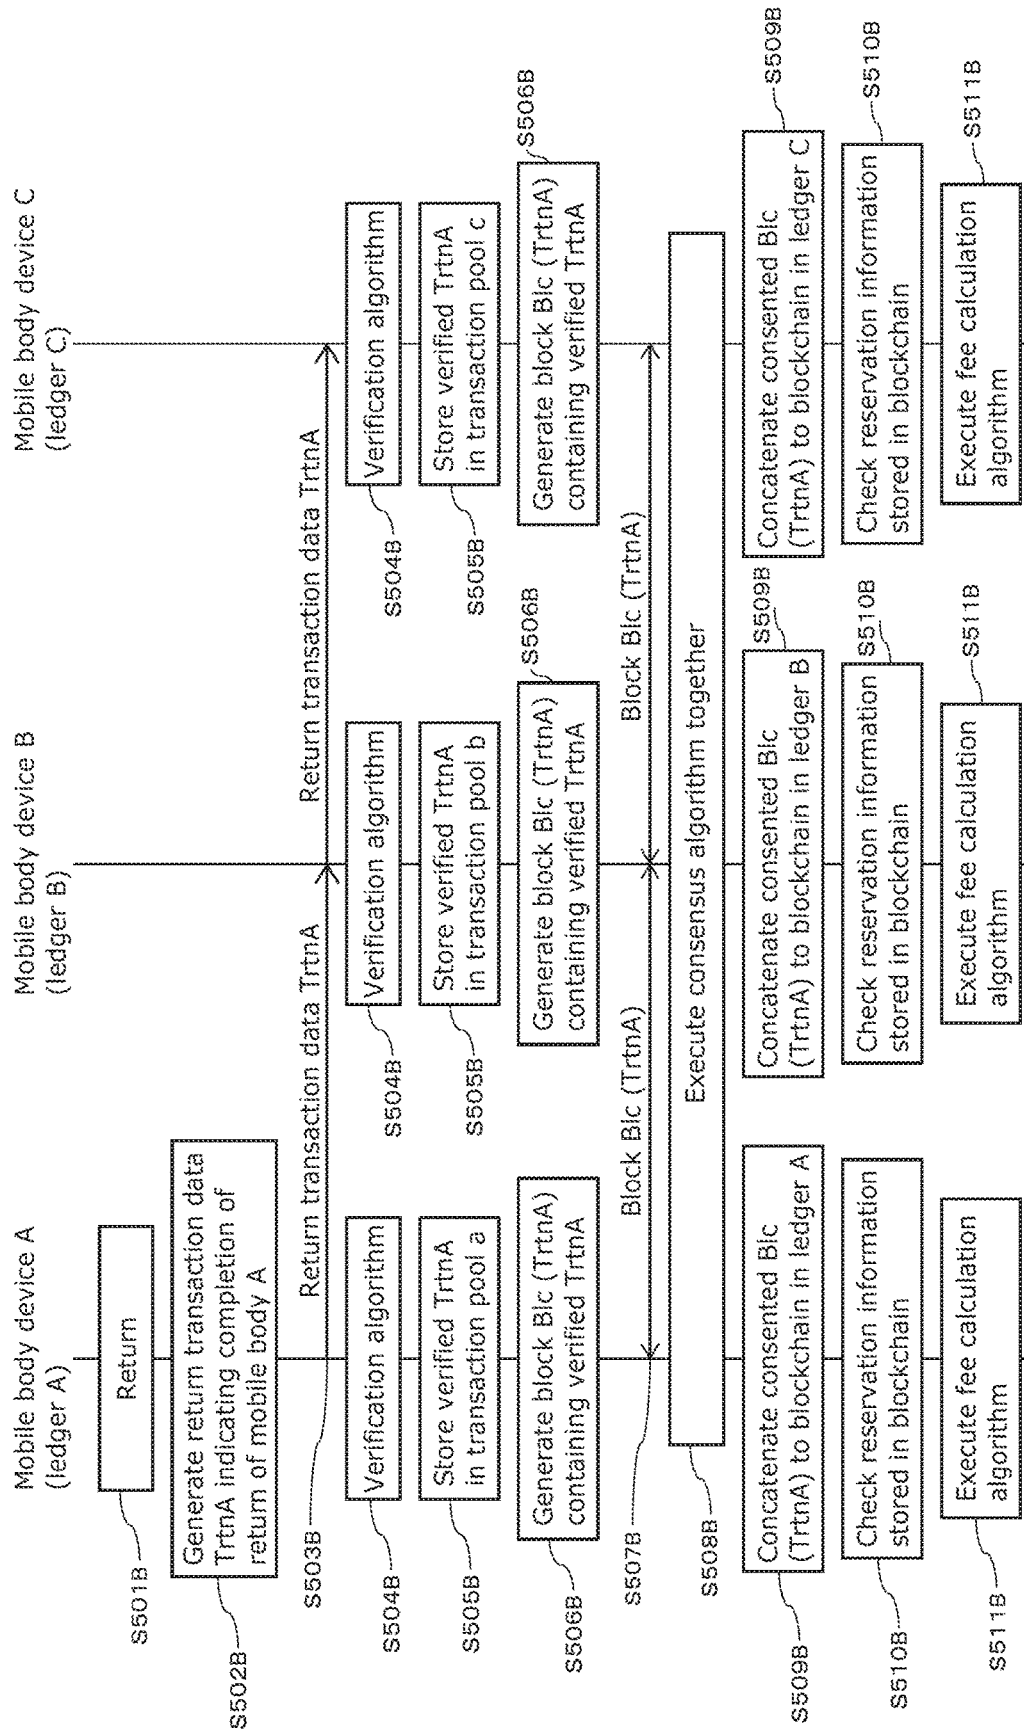 Mobile body device A
(ledger A)
Mobile body device B
(ledger B)
Mobile body device C
(ledger C)
Return
S501B
Generate return transaction data
TrtnA indicating completion of
return of mobile body A
S502B
Return transaction data TrtnA
Return transaction data TrtnA
S503B
Verification algorithm
S504B
Verification algorithm
S504B
Verification algorithm
S504B
Store verified TrtnA
in transaction pool a
S505B
Store verified TrtnA
in transaction pool b
S505B
Store verified TrtnA
in transaction pool c
S505B
Generate block Blc (TrtnA)
containing verified TrtnA
S506B
Generate block Blc (TrtnA)
containing verified TrtnA
S506B
Generate block Blc (TrtnA)
containing verified TrtnA
S506B
Block Blc (TrtnA)
Block Blc (TrtnA)
S507B
Execute consensus algorithm together
S508B
Concatenate consented Blc
(TrtnA) to blockchain in ledger A
S509B
Concatenate consented Blc
(TrtnA) to blockchain in ledger B
S509B
Concatenate consented Blc
(TrtnA) to blockchain in ledger C
S509B
Check reservation information
stored in blockchain
S510B
Check reservation information
stored in blockchain
S510B
Check reservation information
stored in blockchain
S510B
Execute fee calculation
algorithm
S511B
Execute fee calculation
algorithm
S511B
Execute fee calculation
algorithm
S511B